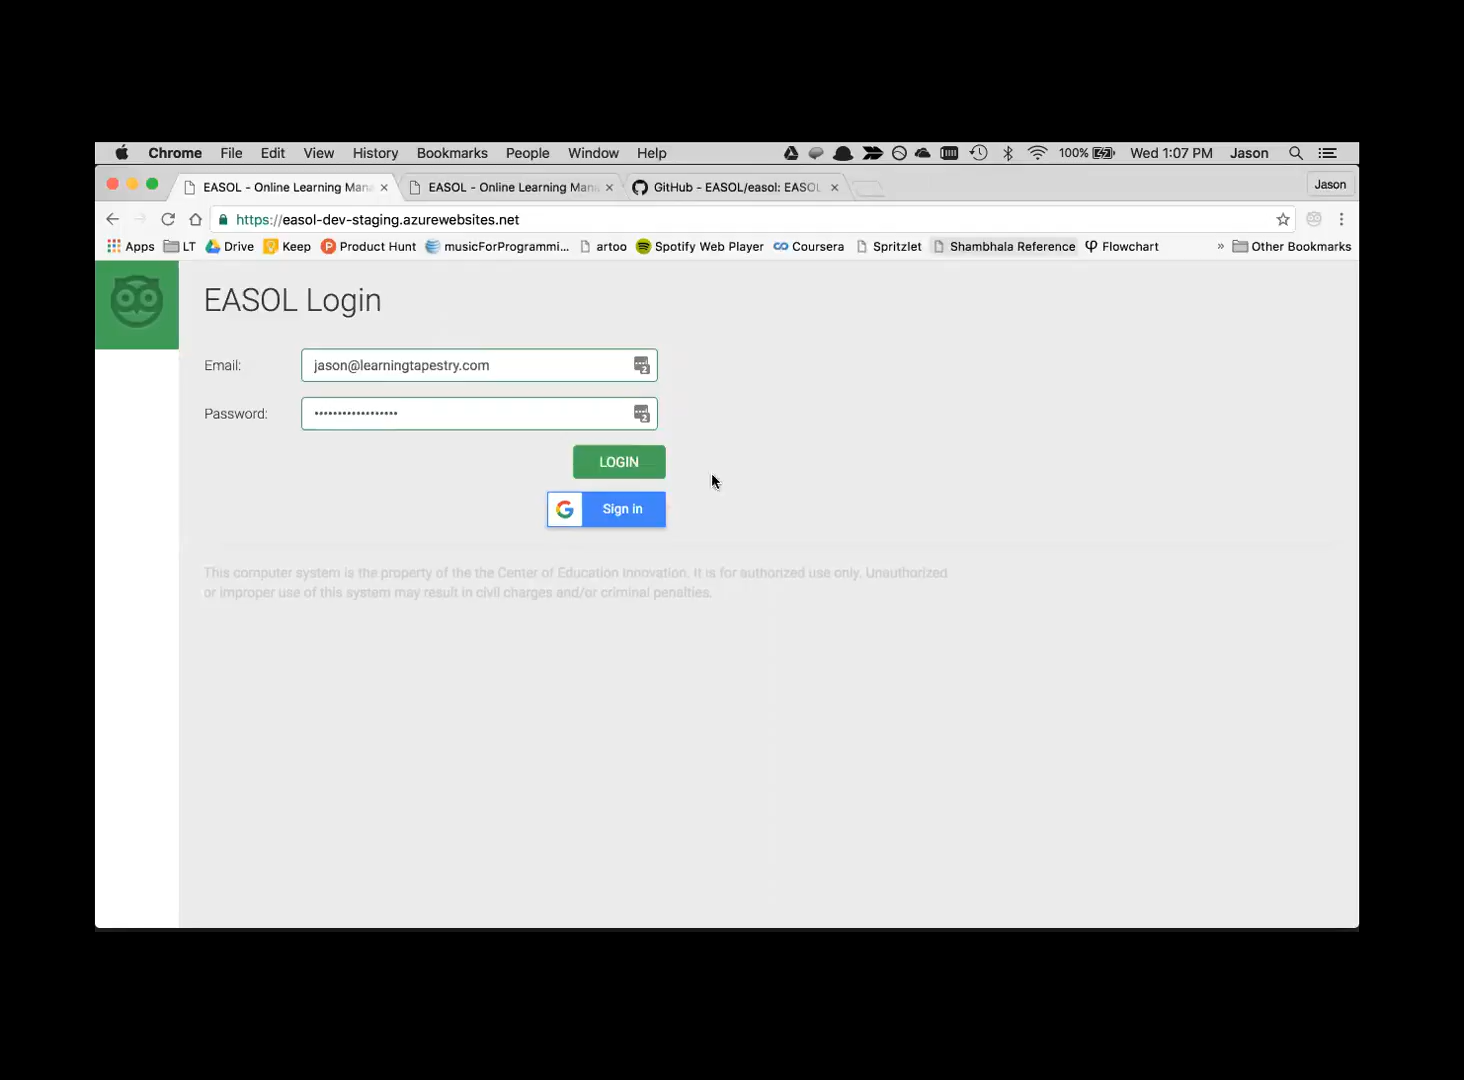 Chrome File Edit View History Bookmarks People Window Help 100% Wed 1:07 PM Jason
EASOL - Online Learning Mana EASOL - Online Learning Man GitHub - EASOL/easol: EASOL Jason
https://easol-dev-staging.azurewebsites.net
Apps LT Drive Keep Product Hunt musicForProgrammi... artoo Spotify Web Player Coursera Spritzlet Shambhala Reference Flowchart » Other Bookmarks
EASOL Login
Email: jason@learningtapestry.com
Password: ••••••••••••••••••
LOGIN
G Sign in
This computer system is the property of the the Center of Education Innovation. It is for authorized use only. Unauthorized
or improper use of this system may result in civil charges and/or criminal penalties.